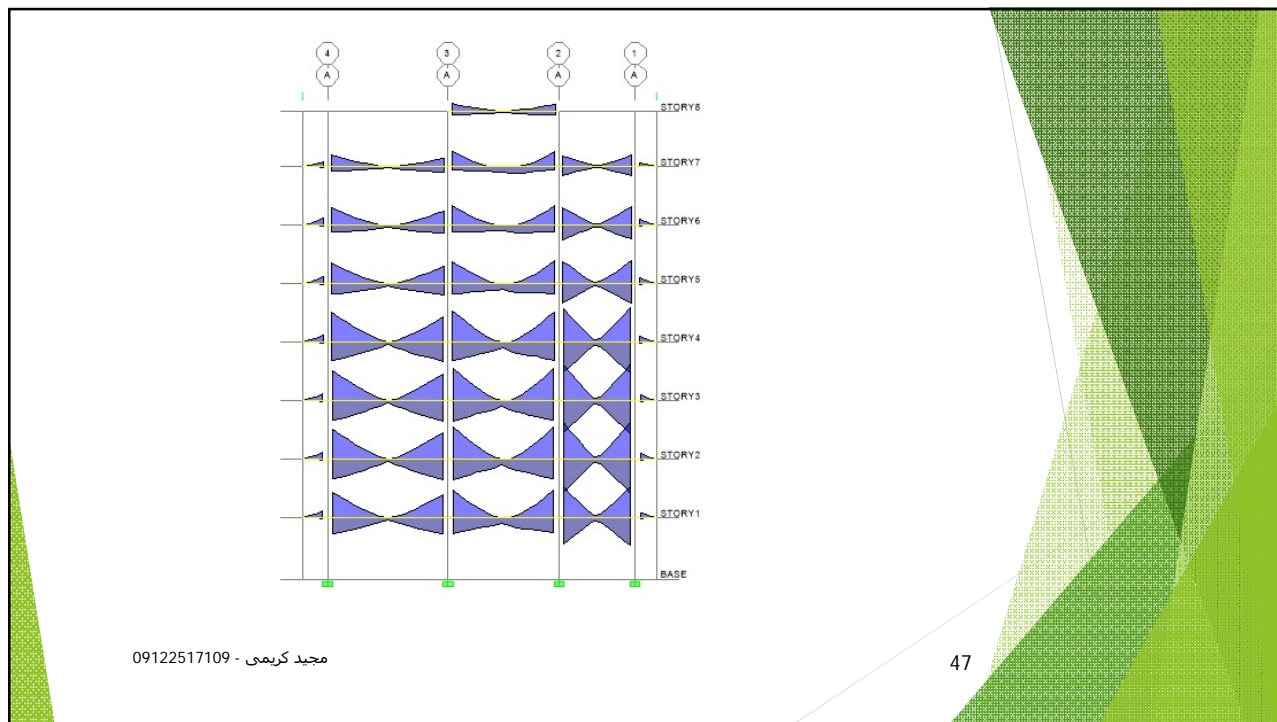 4 3 2 1
A A A A
STORY8
STORY7
STORY6
STORY5
STORY4
STORY3
STORY2
STORY1
BASE
مجید کریمی - 09122517109
47